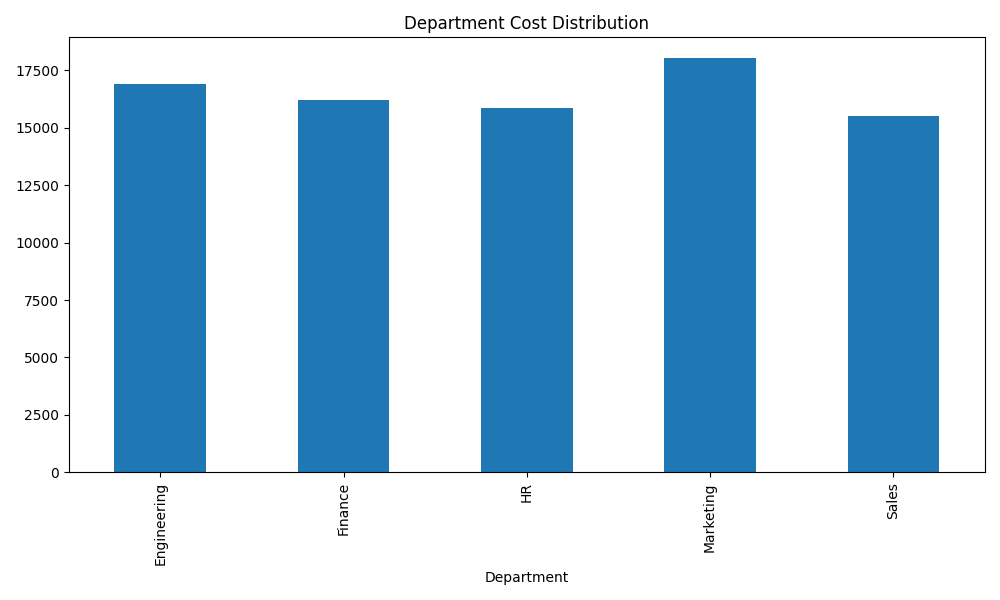 Department Cost Distribution
17500
15000
12500
10000
7500
5000
2500
0
Engineering
Finance
HR
Marketing
Sales
Department